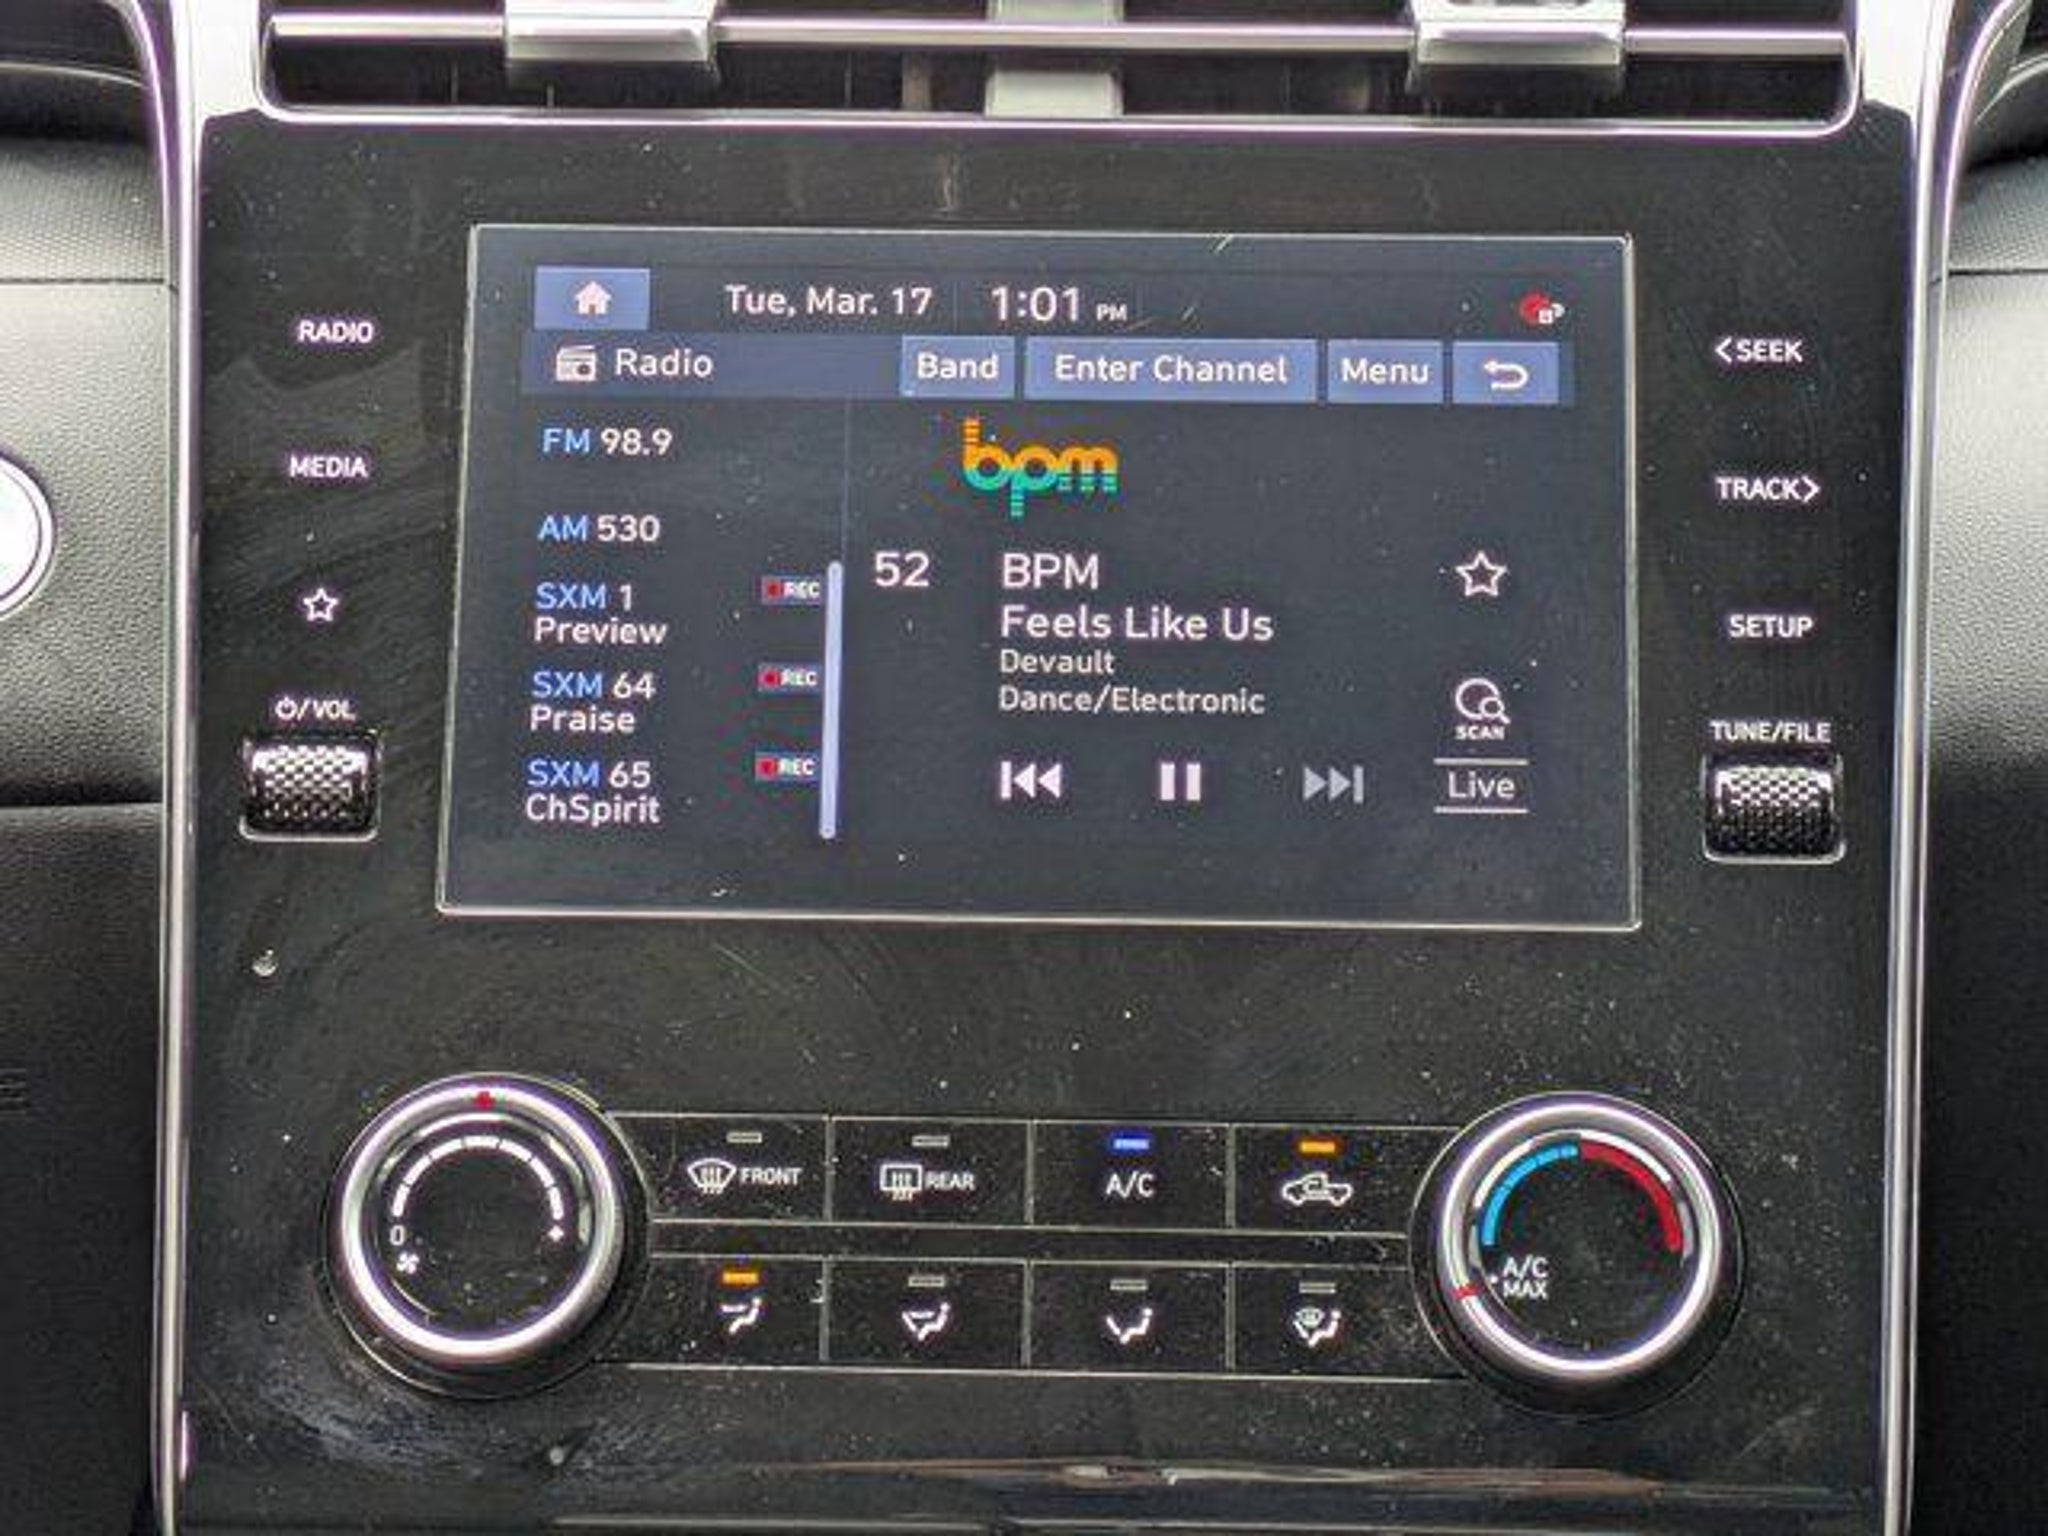 Tue, Mar. 17 1:01 PM
RADIO
<SEEK
Radio Band Enter Channel Menu
FM 98.9
bpm
MEDIA
TRACK>
AM 530
52 BPM
SXM 1
REC
Preview
Feels Like Us
SETUP
Devault
SXM 64
REC
Praise
Dance/Electronic
/VOL
SCAN
TUNE/FILE
SXM 65
REC
ChSpirit
Live
FRONT
REAR
A/C
0
+
A/C
MAX